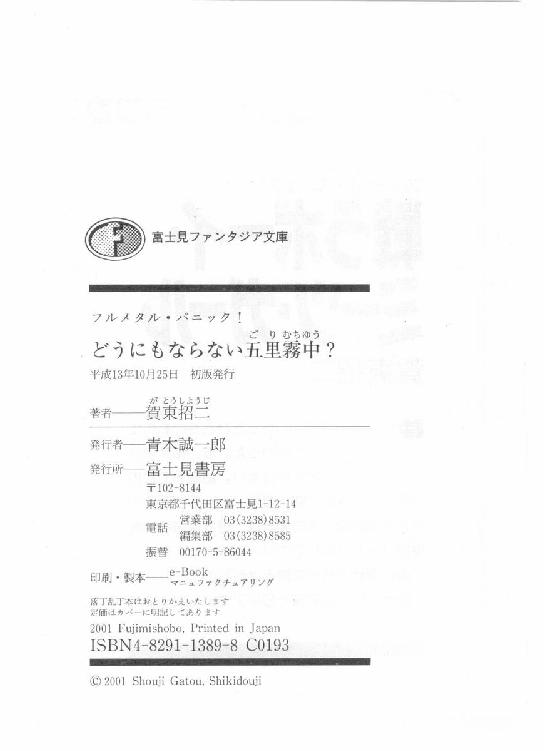 富士見ファンタジア文庫
フルメタル・パニック!
どうにもならない五里霧中?
ごりむちゅう
平成13年10月25日 初版発行
がとうしょうじ
著者――賀東招二
発行者――青木誠一郎
発行所――富士見書房
〒102-8144
東京都千代田区富士見1-12-14
電話 営業部 03(3238)8531
編集部 03(3238)8585
振替 00170-5-86044
印刷・製本――e-Book
マニュファクチュアリング
落丁乱丁本はおとりかえいたします
定価はカバーに明記してあります
2001 Fujimishobo, Printed in Japan
ISBN4-8291-1389-8 C0193
© 2001 Shouji Gatou, Shikidouji